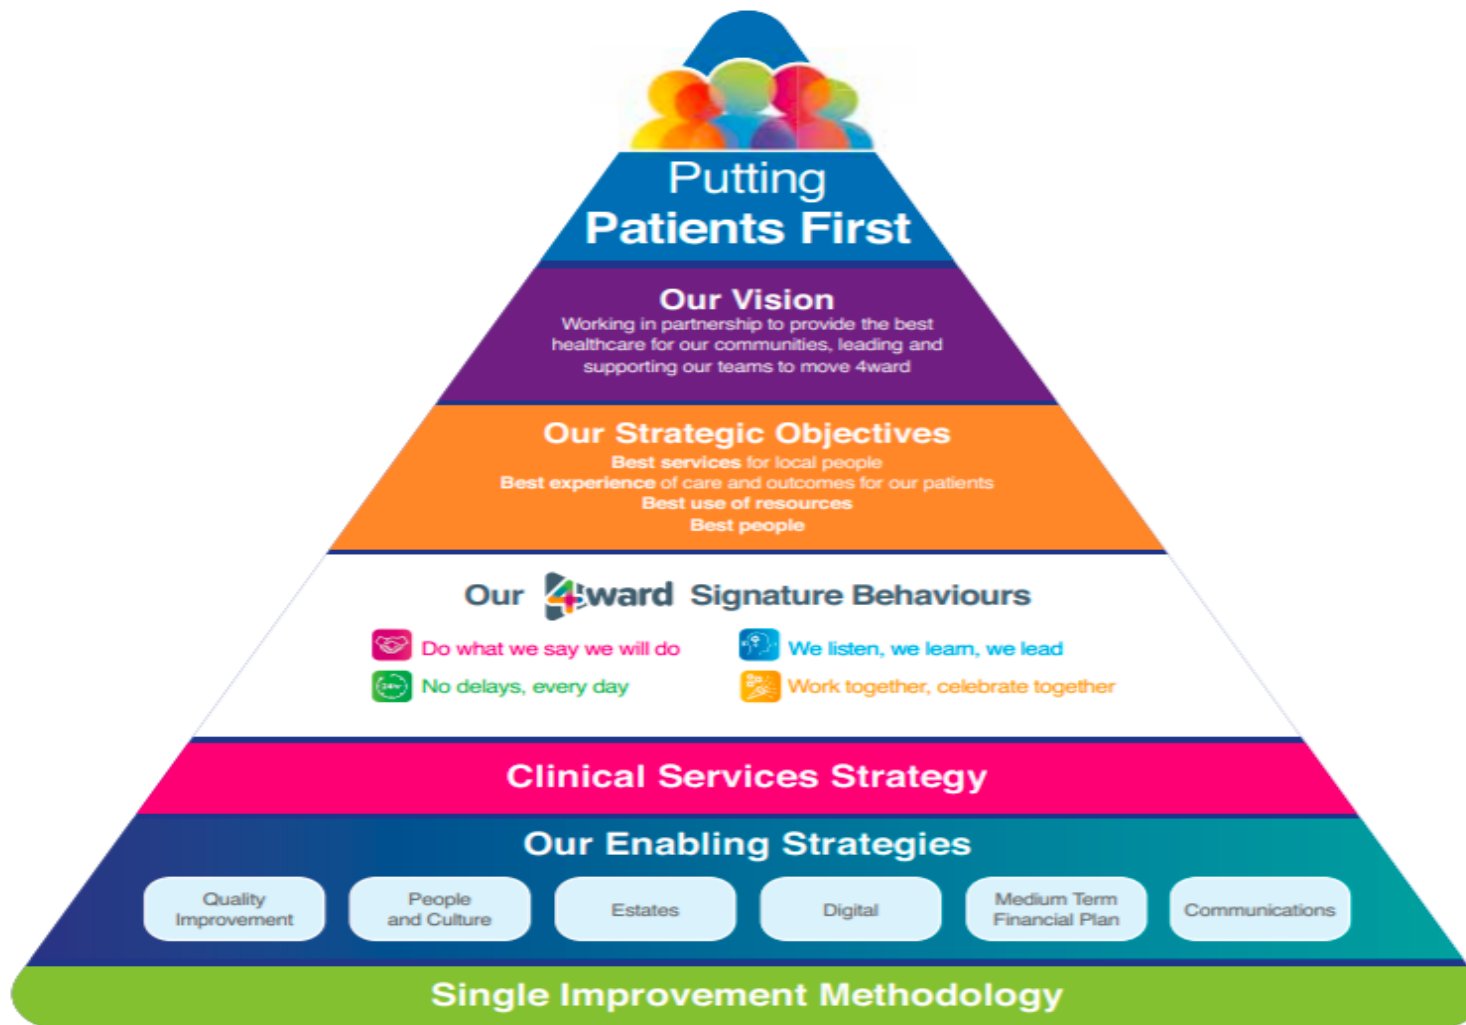 Putting
Patients First
Our Vision
Working in partnership to provide the best
healthcare for our communities, leading and
supporting our teams to move 4ward
Our Strategic Objectives
Best services for local people
Best experience of care and outcomes for our patients
Best use of resources
Best people
Our 4ward Signature Behaviours
Do what we say we will do
We listen, we learn, we lead
24hr
No delays, every day
Work together, celebrate together
Clinical Services Strategy
Our Enabling Strategies
Quality
Improvement
People
and Culture
Estates
Digital
Medium Term
Financial Plan
Communications
Single Improvement Methodology